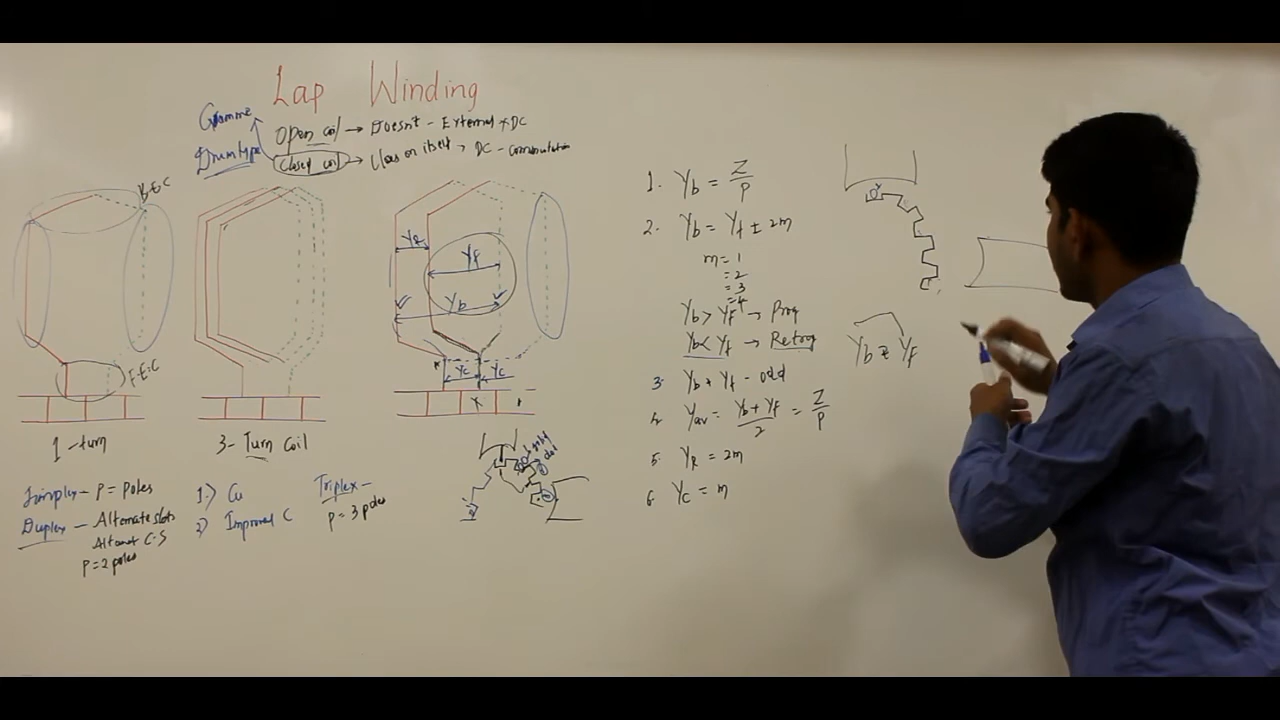 Lap Winding
Gramme
Open coil → Doesn't - External * DC
Drum type
Closed coil → Clos on itself → DC - commutation
B.E.C
F.E.C
1 - turn
3 - Turn Coil
YR
Yf
Yb
Yc
Yc
Simplex - P = Poles
Duplex - Alternate slots
Alternat C.S
P = 2 poles
1.) Cu
2) Improved C
Triplex -
P = 3 poles
1. Yb = Z/P
2. Yb = Yf ± 2m
m = 1
= 2
= 3
= 4
Yb > Yf → Prog
Yb < Yf → Retrog
3. Yb + Yf - odd
4. Yav = Yb + Yf / 2 = Z/P
5. YR = 2m
6 Yc = m
Yb ≠ Yf